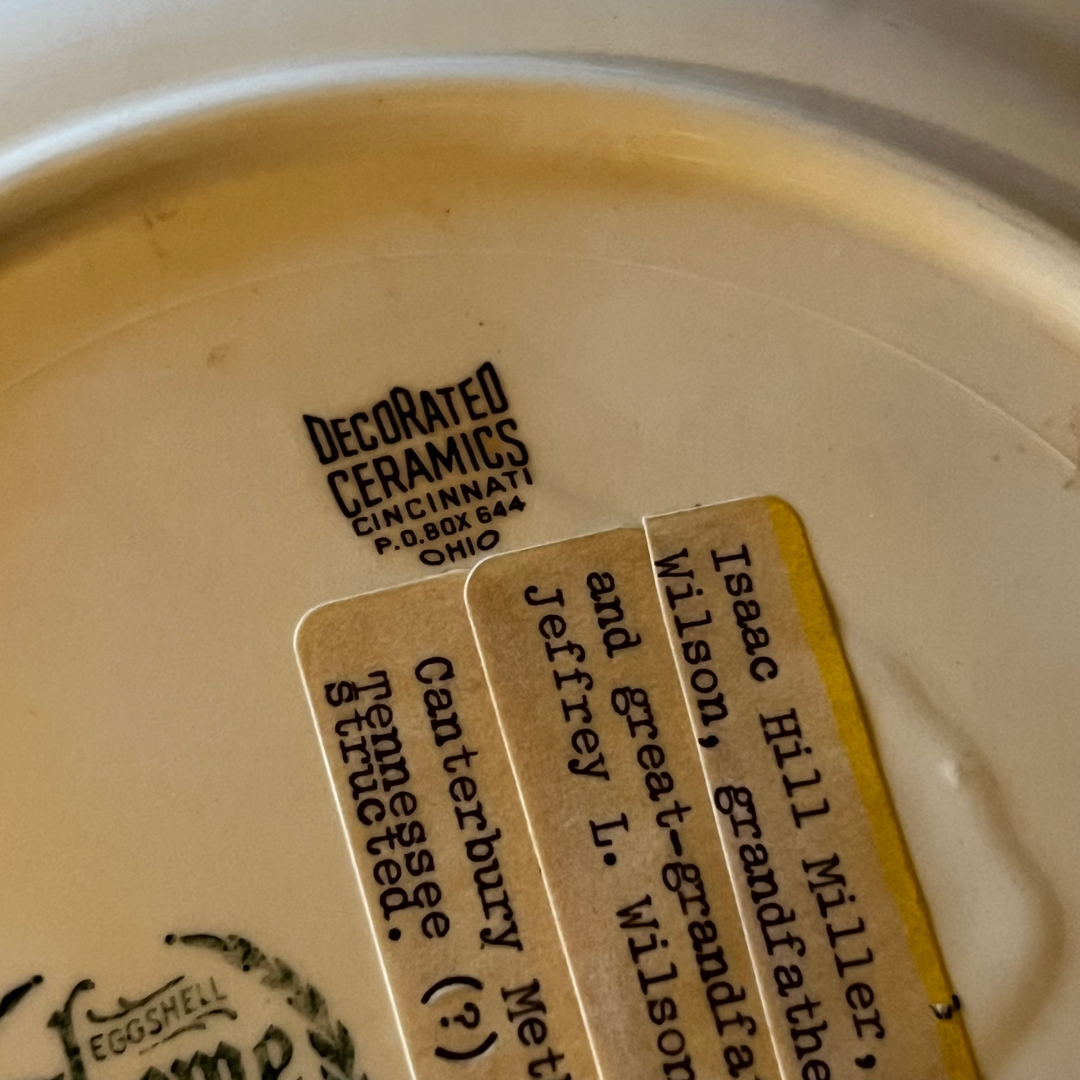 DECORATED
CERAMICS
CINCINNATI
P.O. BOX 644
OHIO
Isaac Hill Miller,
Wilson, grandfathe
and great-grandfa
Jeffrey L. Wilson
Canterbury Met
Tennessee (?)
structed.
EGGSHELL